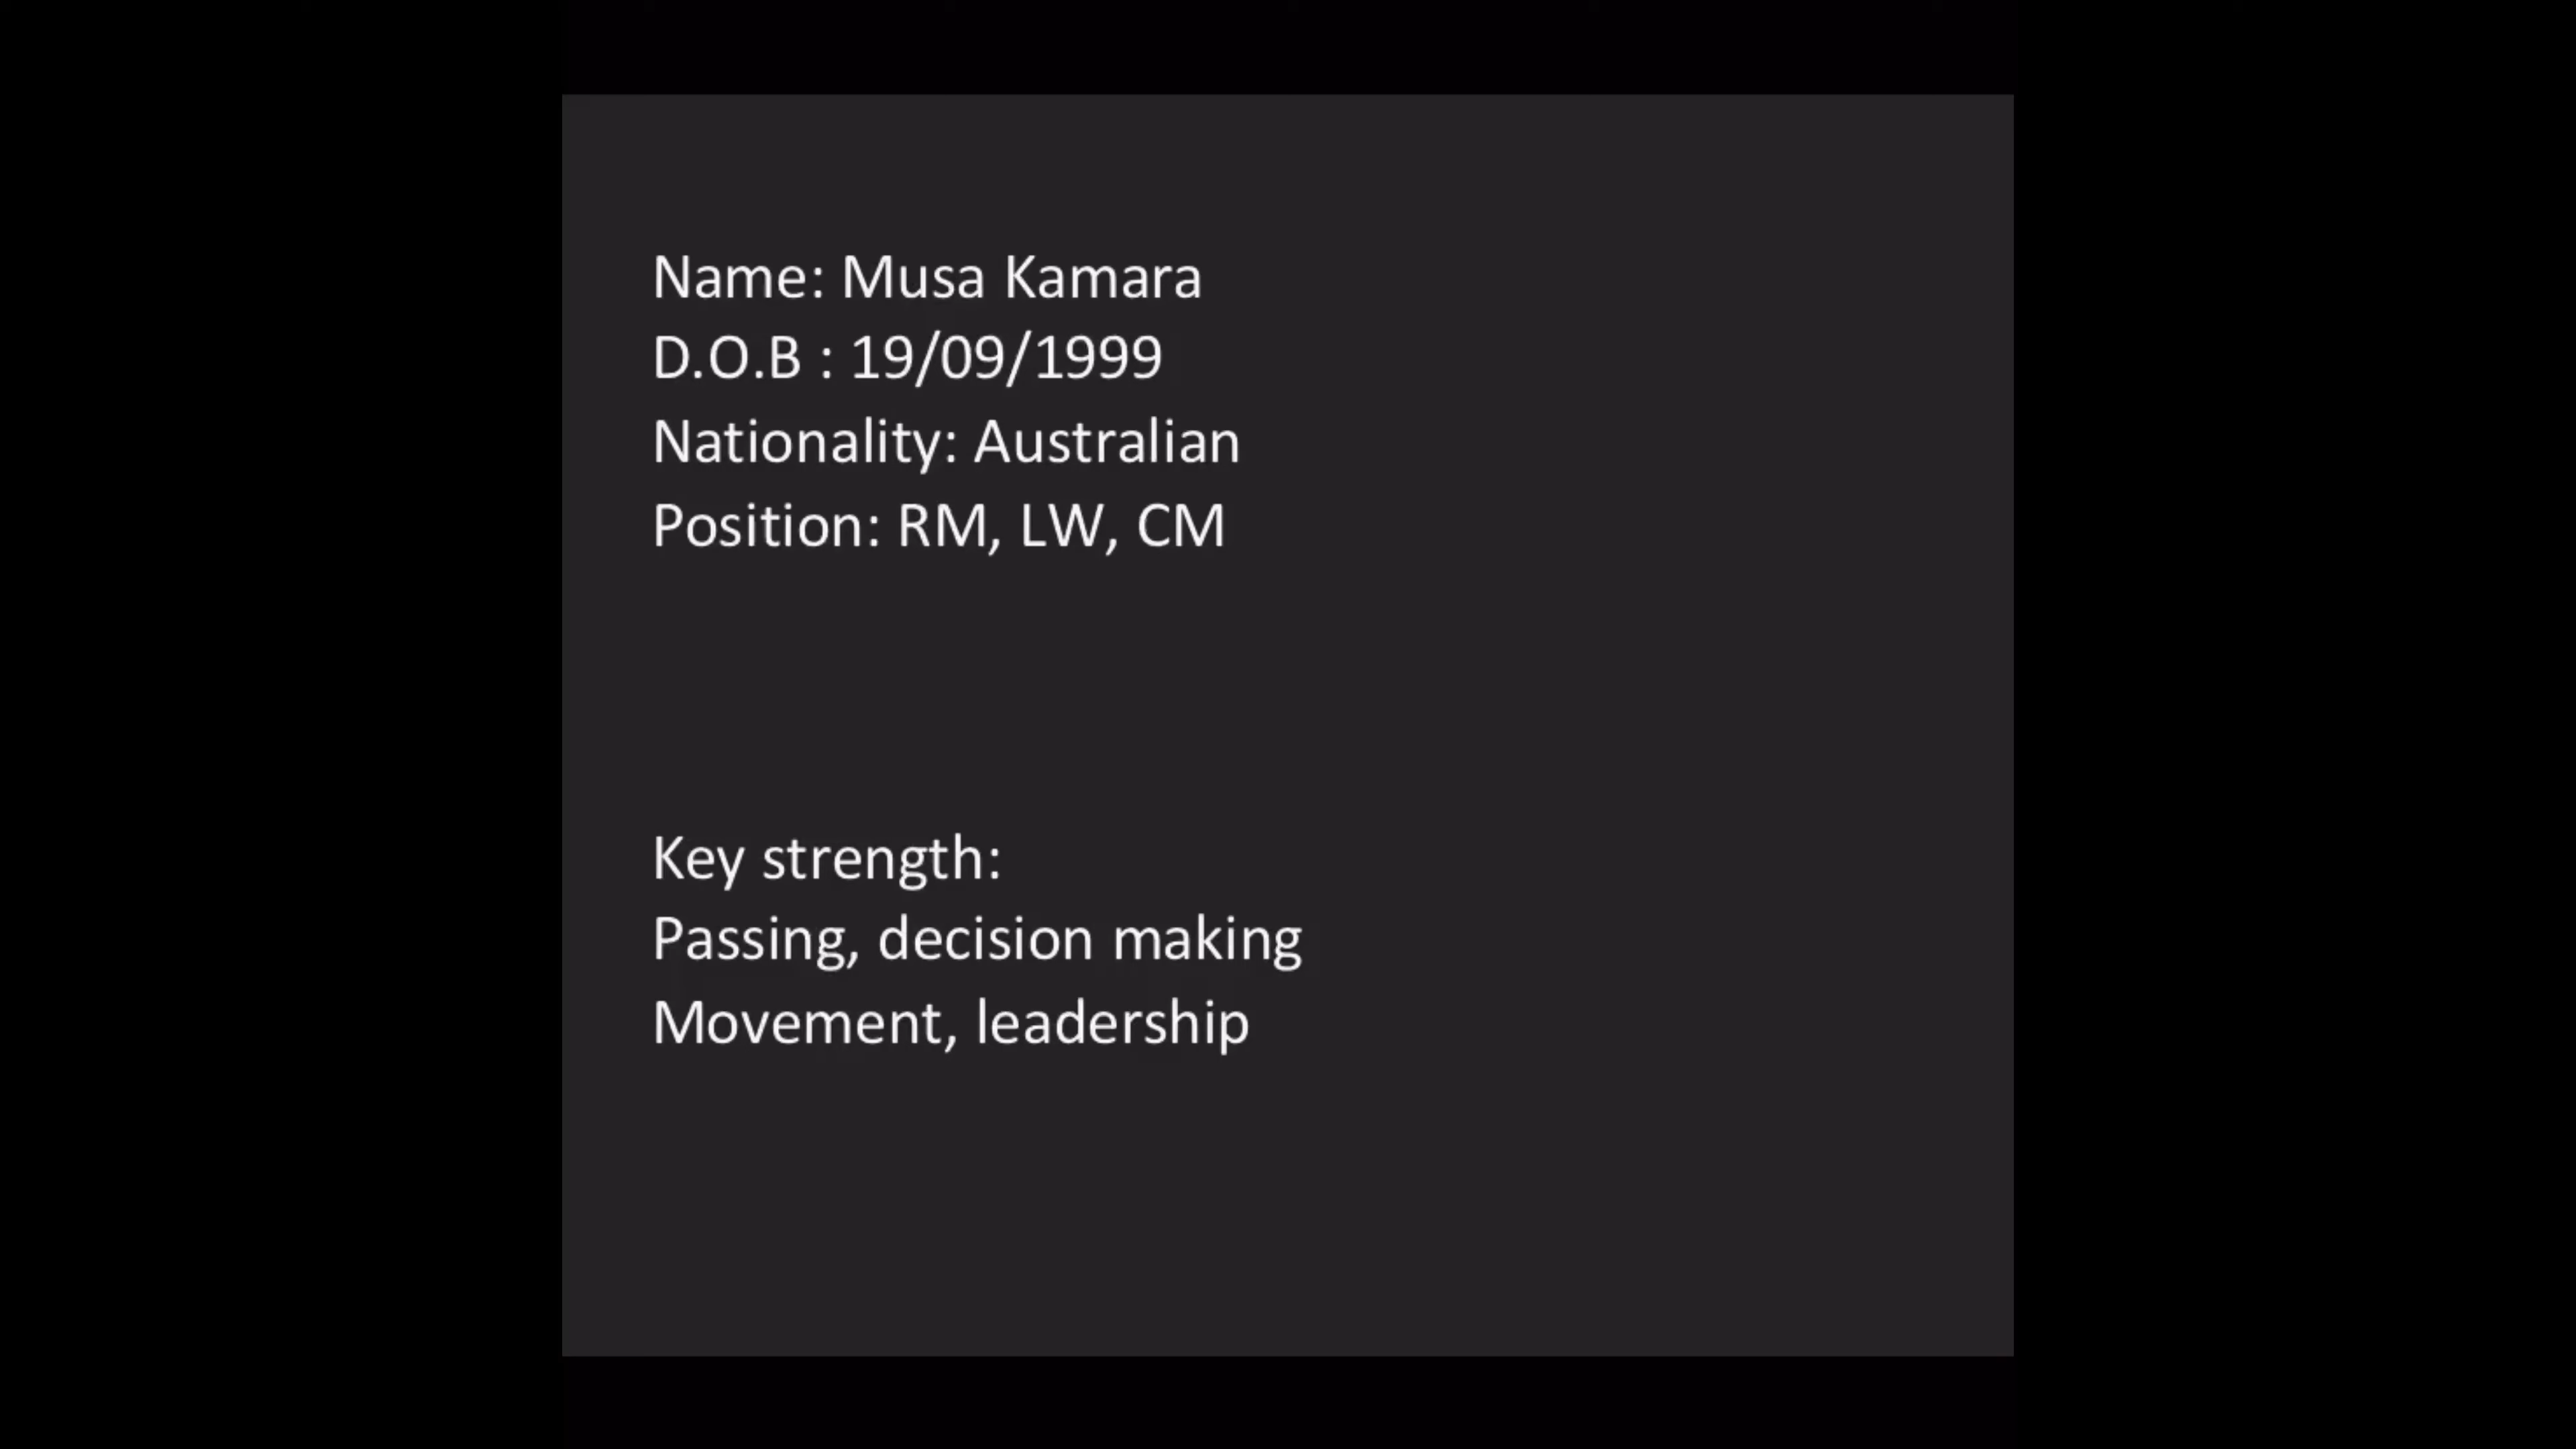 Name: Musa Kamara
D.O.B : 19/09/1999
Nationality: Australian
Position: RM, LW, CM
Key strength:
Passing, decision making
Movement, leadership